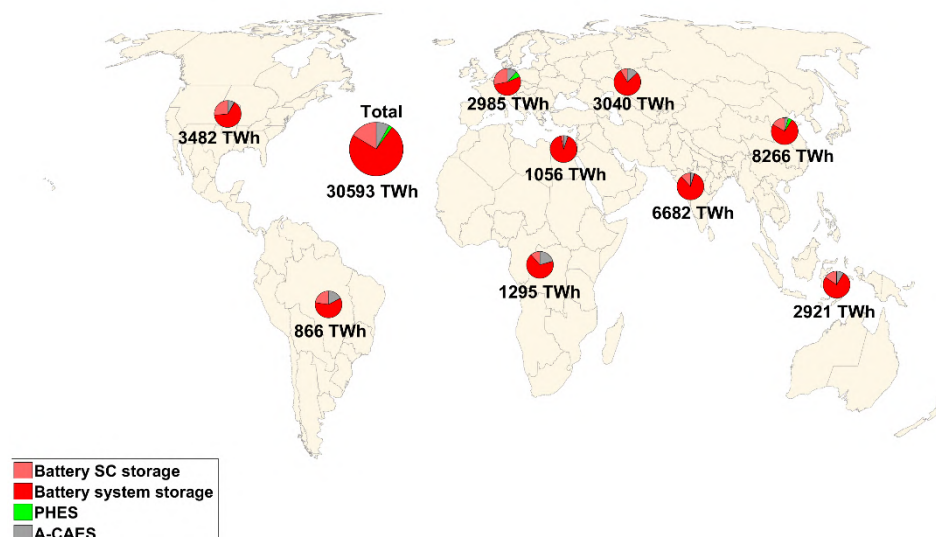 Total
30593 TWh
3482 TWh
866 TWh
2985 TWh
3040 TWh
1056 TWh
1295 TWh
6682 TWh
8266 TWh
2921 TWh
Battery SC storage
Battery system storage
PHES
A-CAES